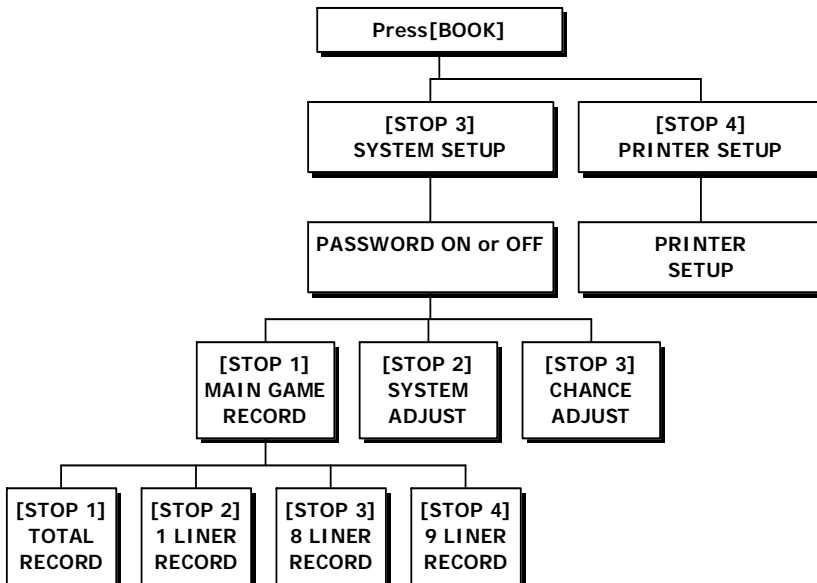 Press[BOOK]
[STOP 3]
SYSTEM SETUP
[STOP 4]
PRINTER SETUP
PASSWORD ON or OFF
PRINTER
SETUP
[STOP 1]
MAIN GAME
RECORD
[STOP 2]
SYSTEM
ADJUST
[STOP 3]
CHANCE
ADJUST
[STOP 1]
TOTAL
RECORD
[STOP 2]
1 LINER
RECORD
[STOP 3]
8 LINER
RECORD
[STOP 4]
9 LINER
RECORD